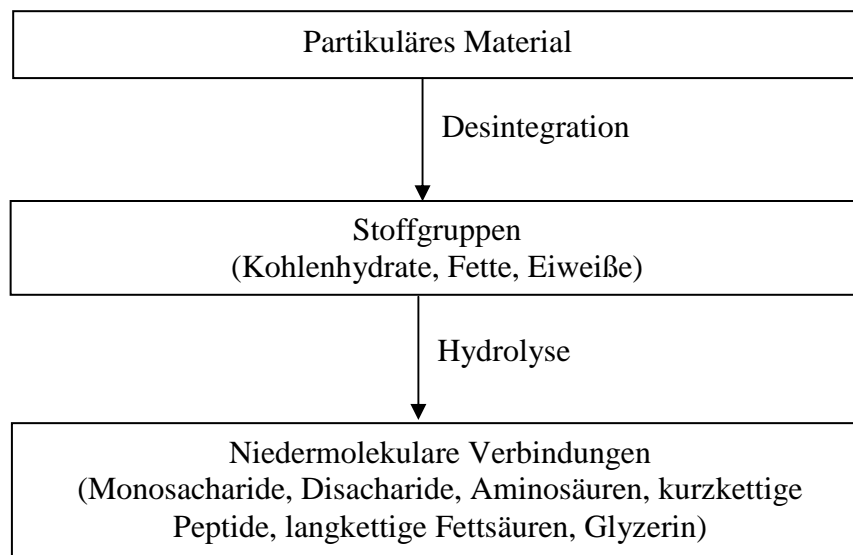 Partikuläres Material
Desintegration
Stoffgruppen
(Kohlenhydrate, Fette, Eiweiße)
Hydrolyse
Niedermolekulare Verbindungen
(Monosacharide, Disacharide, Aminosäuren, kurzkettige
Peptide, langkettige Fettsäuren, Glyzerin)